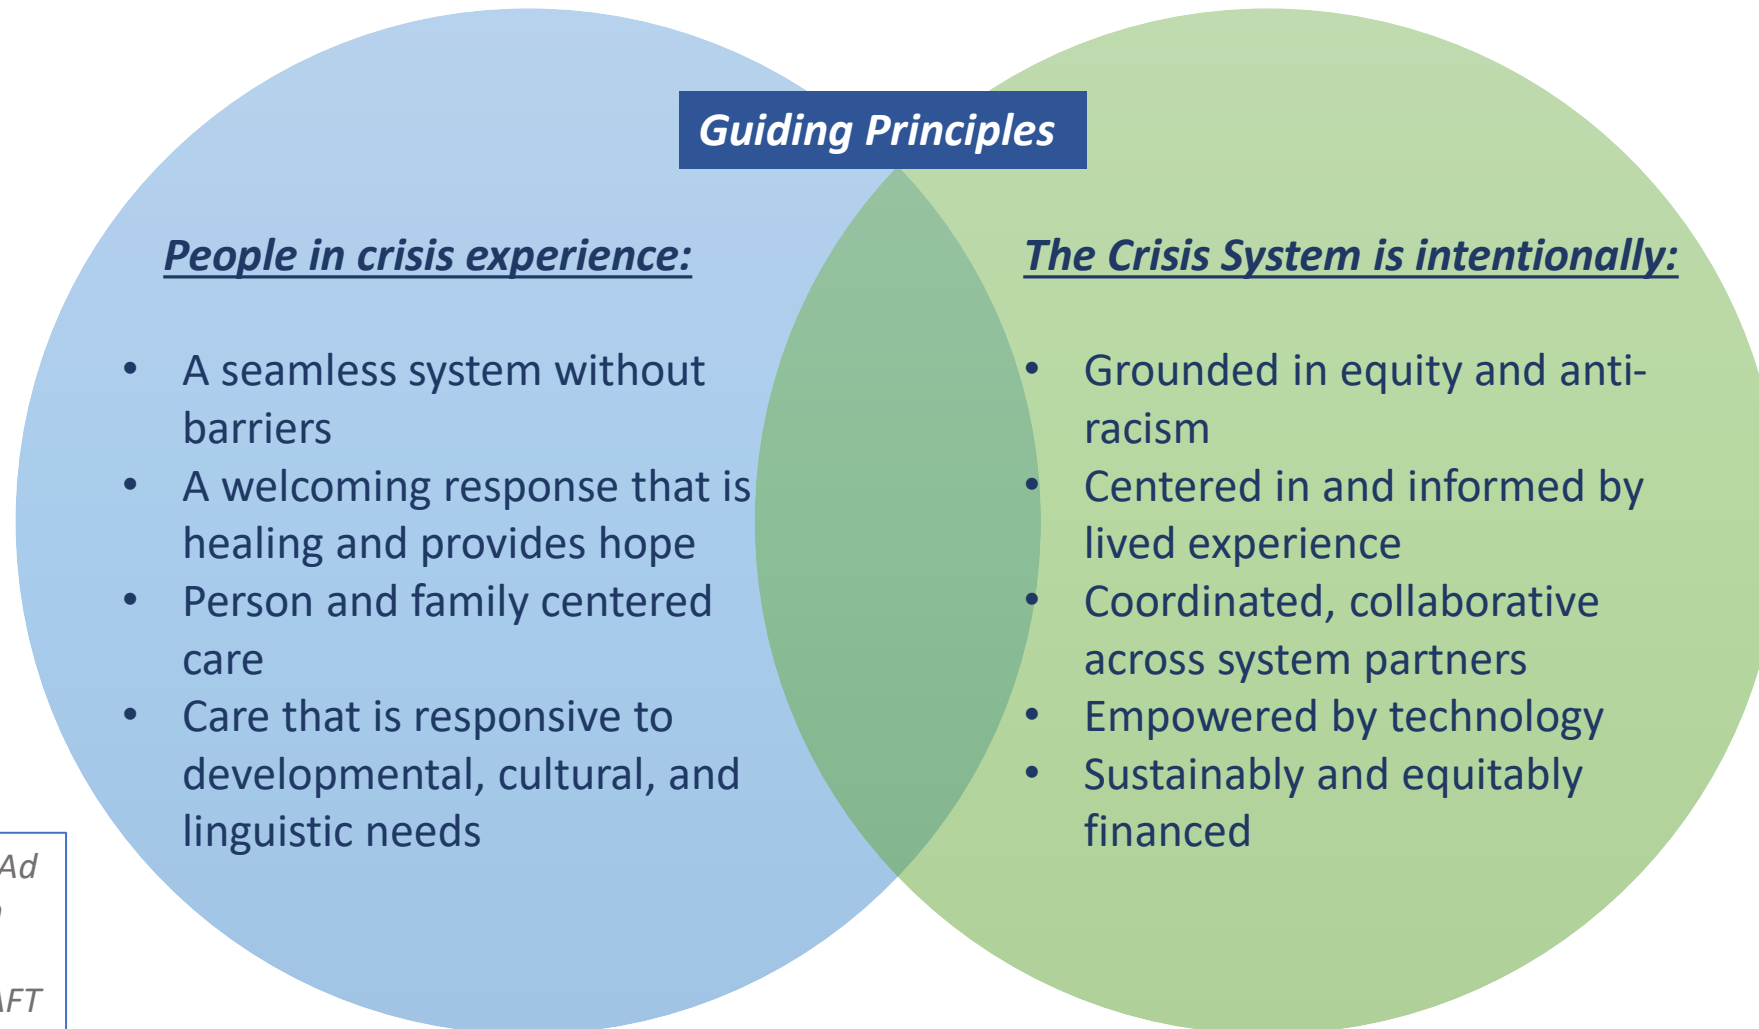 Guiding Principles
People in crisis experience:
• A seamless system without
barriers
• A welcoming response that is
healing and provides hope
• Person and family centered
care
• Care that is responsive to
developmental, cultural, and
linguistic needs
The Crisis System is intentionally:
• Grounded in equity and anti-
racism
• Centered in and informed by
lived experience
• Coordinated, collaborative
across system partners
• Empowered by technology
• Sustainably and equitably
financed
Ad